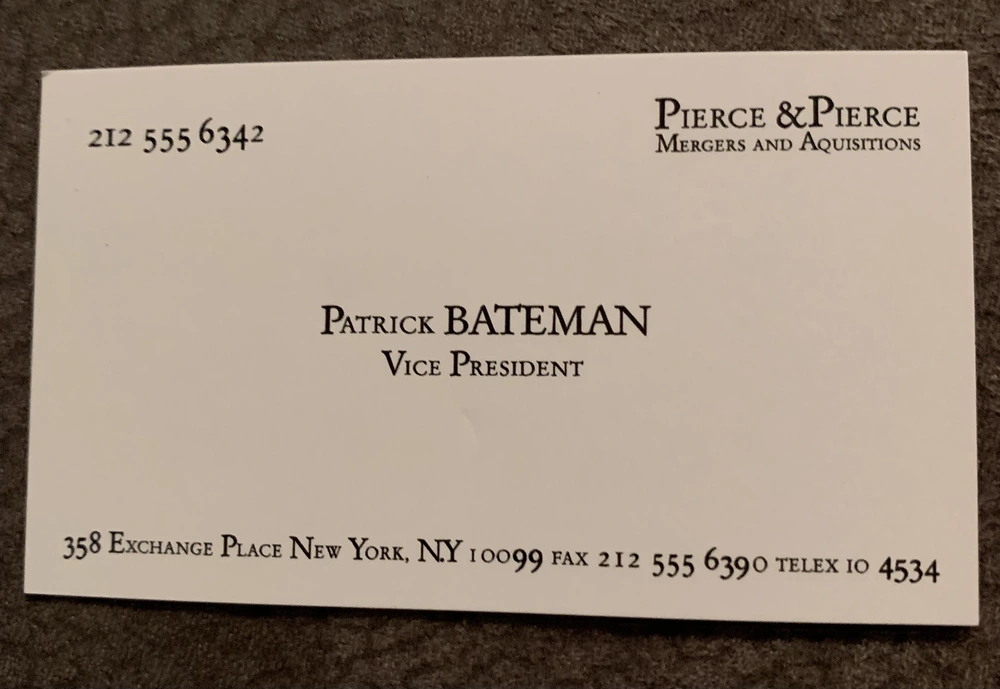 212 555 6342
Pierce & Pierce
Mergers and Aquisitions
Patrick BATEMAN
Vice President
358 Exchange Place New York, N.Y 10099 FAX 212 555 6390 TELEX 10 4534